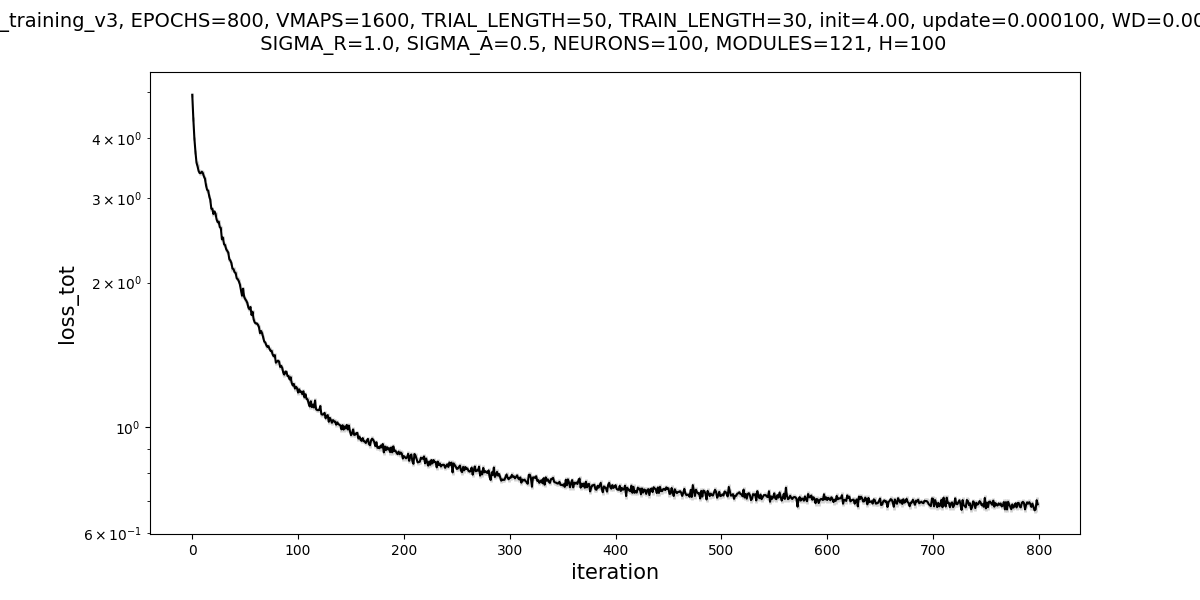 _training_v3, EPOCHS=800, VMAPS=1600, TRIAL_LENGTH=50, TRAIN_LENGTH=30, init=4.00, update=0.000100, WD=0.00
SIGMA_R=1.0, SIGMA_A=0.5, NEURONS=100, MODULES=121, H=100
4 × 10⁰
3 × 10⁰
2 × 10⁰
10⁰
6 × 10⁻¹
loss_tot
0 100 200 300 400 500 600 700 800
iteration